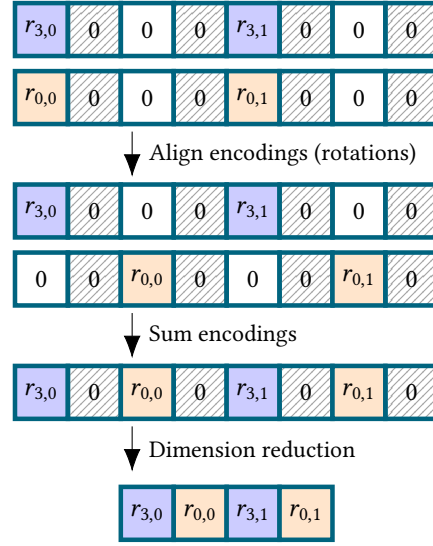 r3,0 0 0 0 r3,1 0 0 0
r0,0 0 0 0 r0,1 0 0 0
Align encodings (rotations)
r3,0 0 0 0 r3,1 0 0 0
0 0 r0,0 0 0 r0,1 0
Sum encodings
r3,0 0 r0,0 0 r3,1 0 r0,1 0
Dimension reduction
r3,0 r0,0 r3,1 r0,1